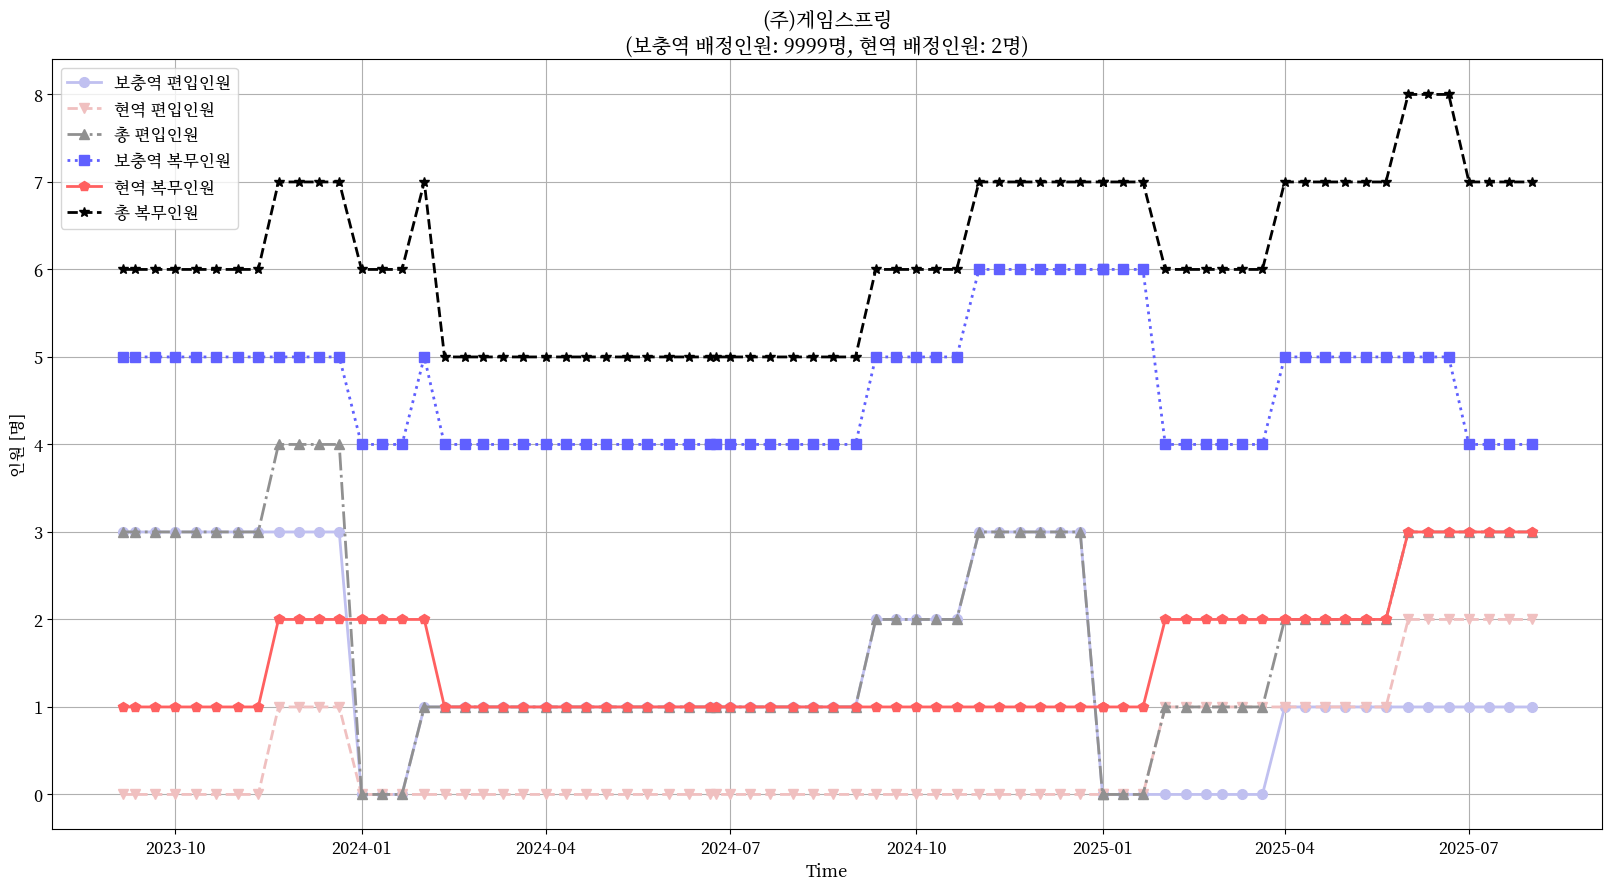 (주)게임스프링
(보충역 배정인원: 9999명, 현역 배정인원: 2명)
보충역 편입인원
현역 편입인원
총 편입인원
보충역 복무인원
현역 복무인원
총 복무인원
인원 [명]
8
7
6
5
4
3
2
1
0
2023-10 2024-01 2024-04 2024-07 2024-10 2025-01 2025-04 2025-07
Time